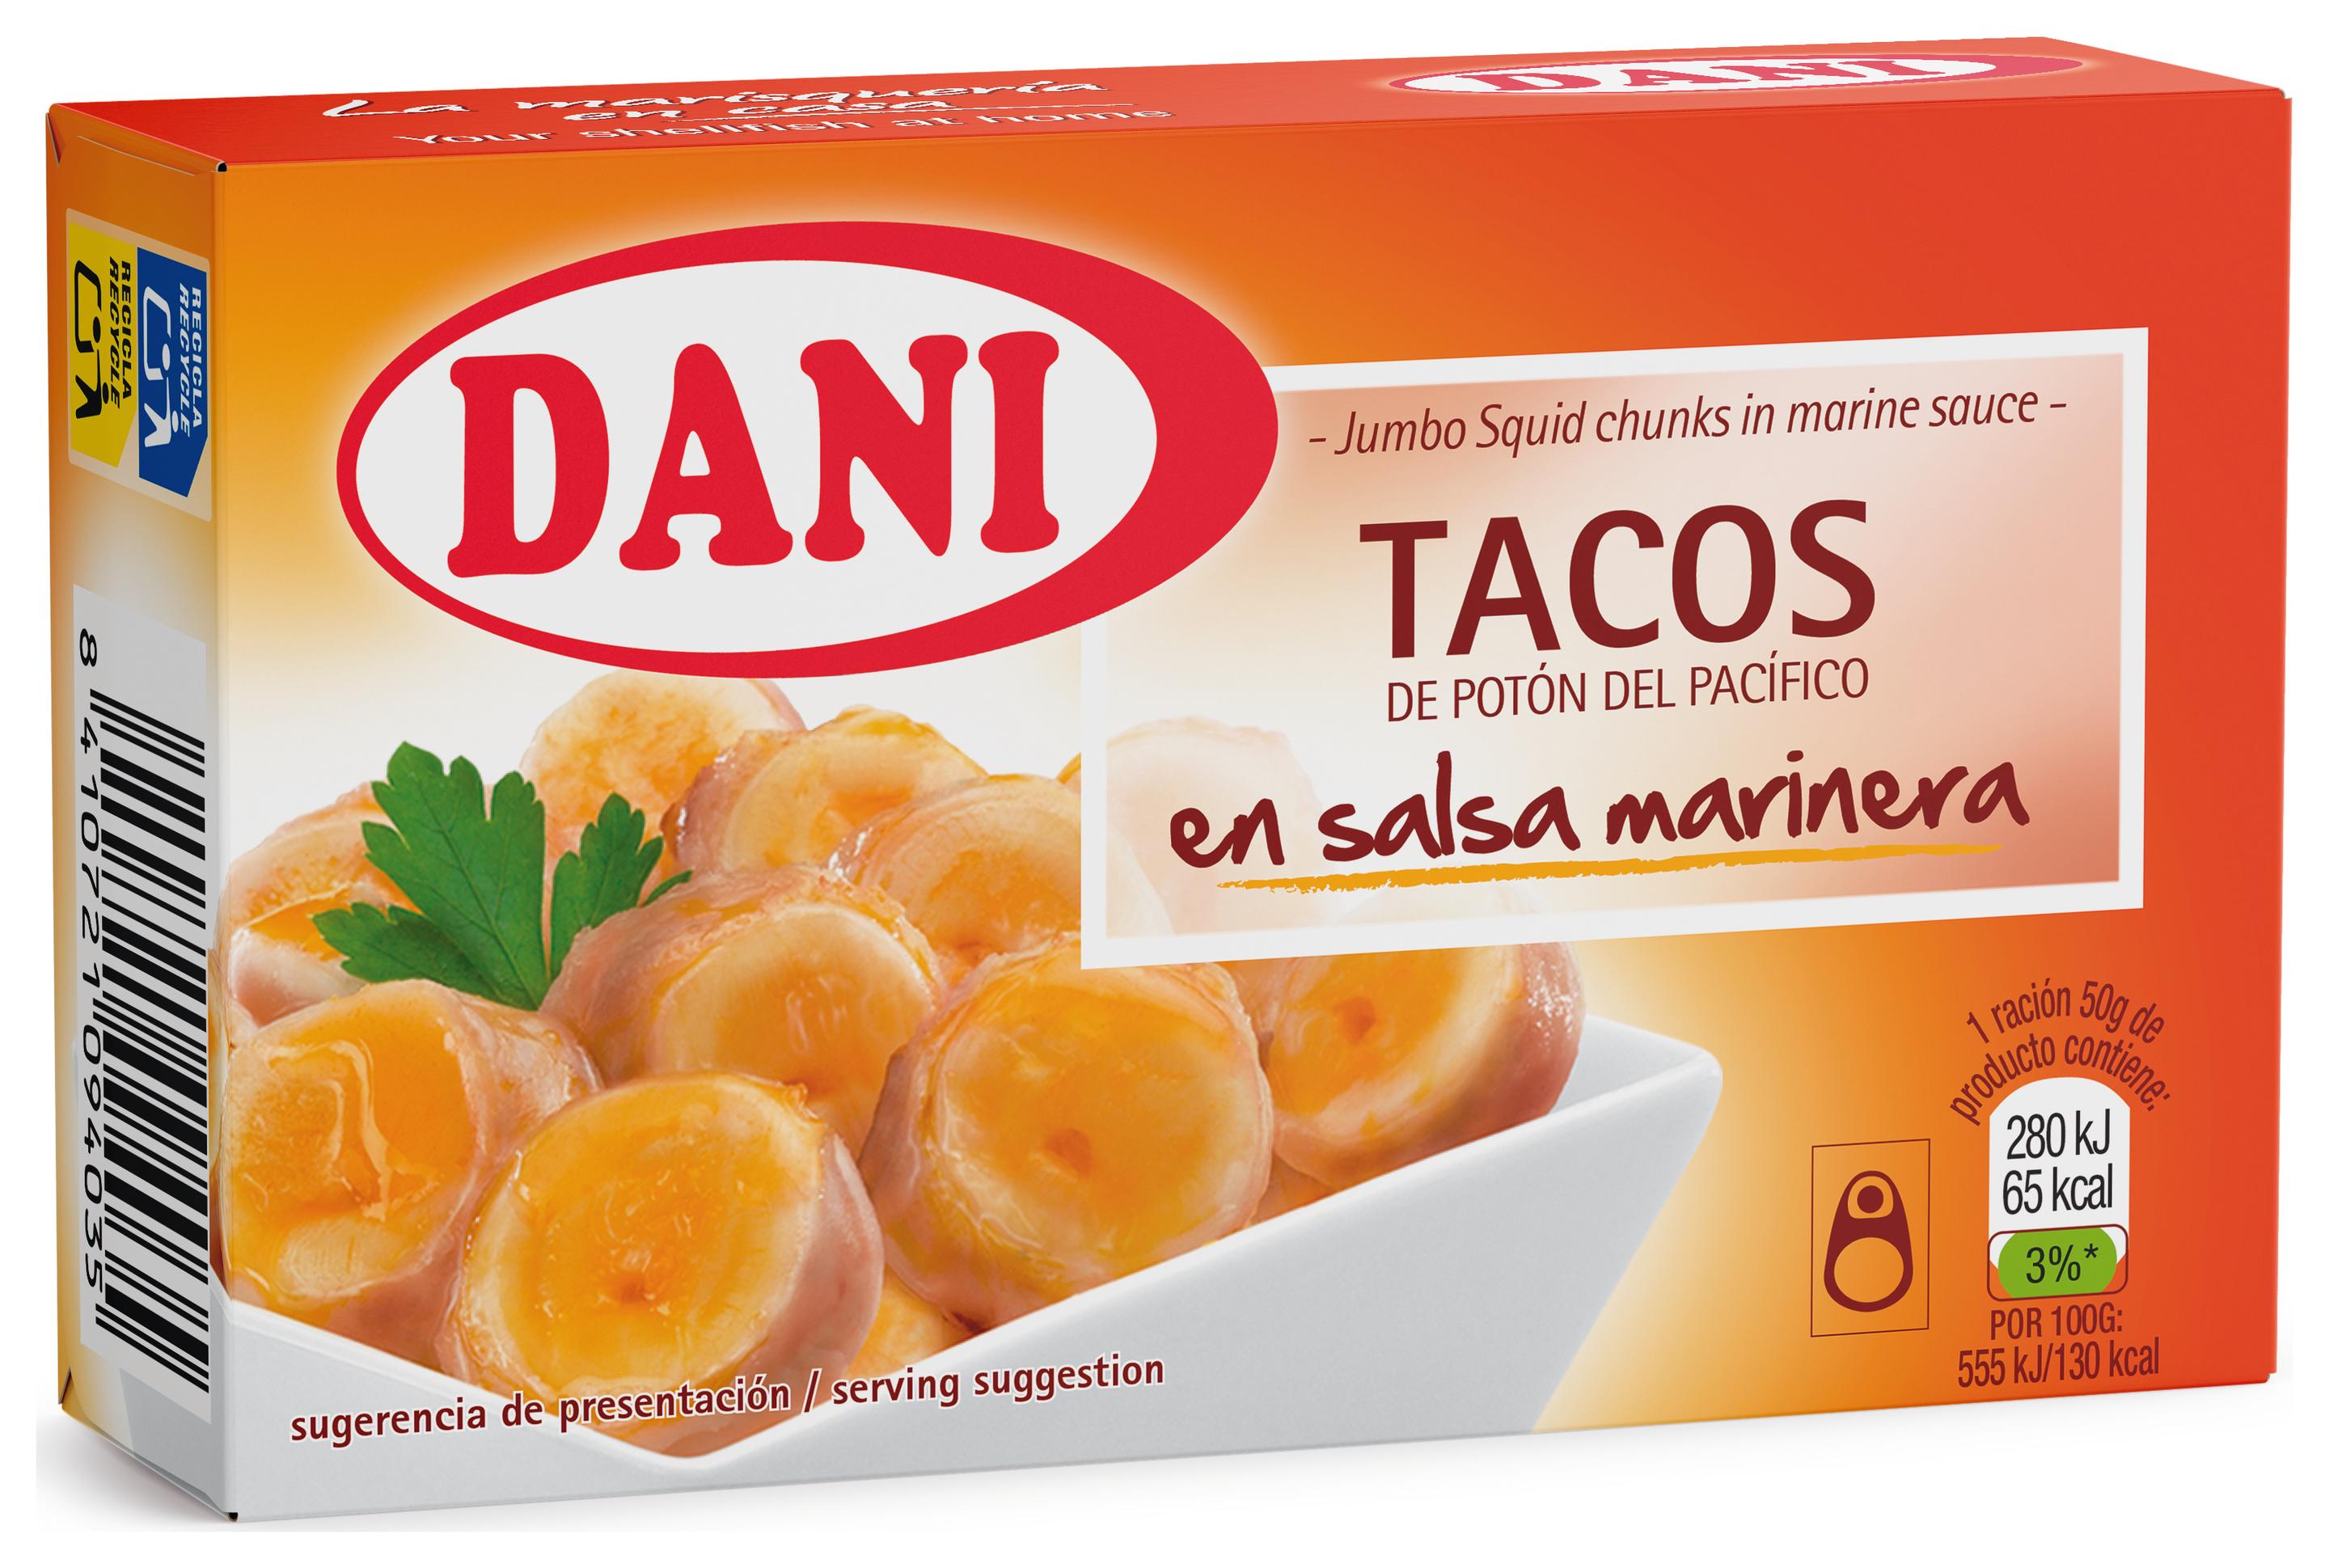 La marisquería
en casa
Your shellfish at home
DANI
RECICLA
RECYCLE
RECICLA
RECYCLE
8 410721 094035
DANI
- Jumbo Squid chunks in marine sauce -
TACOS
DE POTÓN DEL PACÍFICO
en salsa marinera
1 ración 50g de
producto contiene:
280 kJ
65 kcal
3%*
POR 100G:
555 kJ/130 kcal
sugerencia de presentación / serving suggestion